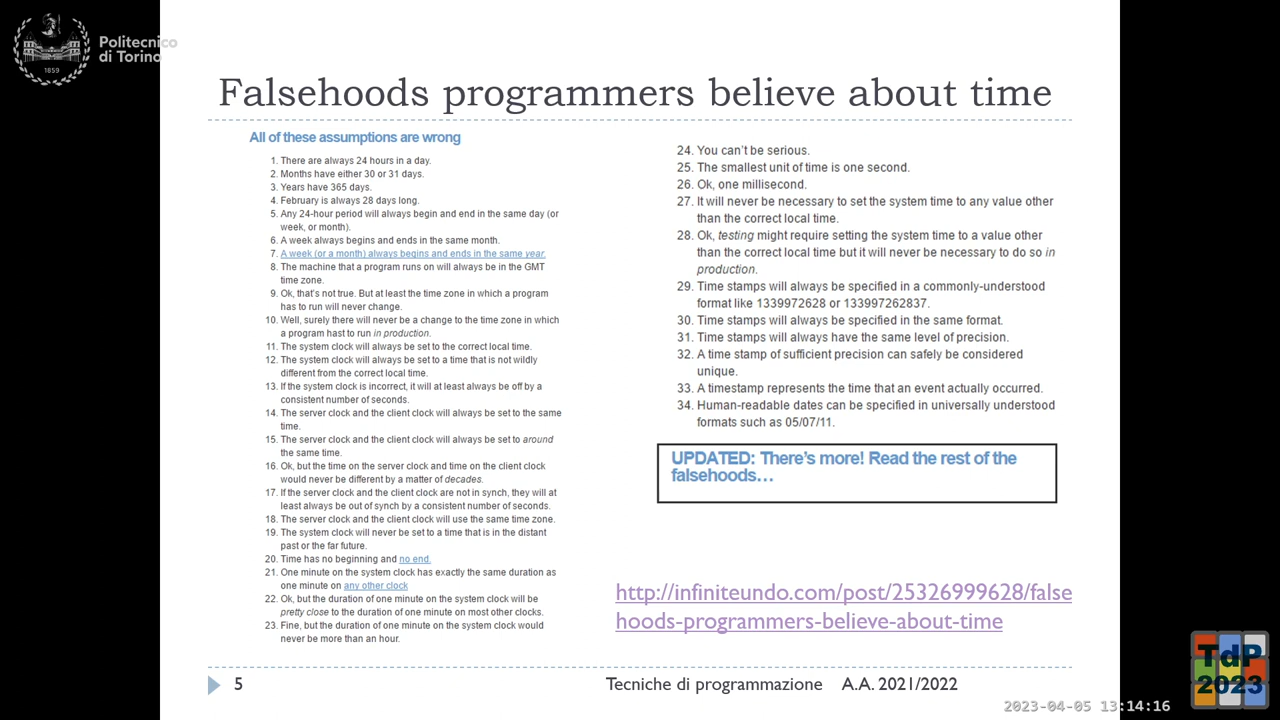 Politecnico
di Torino
1859
Falsehoods programmers believe about time
All of these assumptions are wrong
1. There are always 24 hours in a day.
2. Months have either 30 or 31 days.
3. Years have 365 days.
4. February is always 28 days long.
5. Any 24-hour period will always begin and end in the same day (or
week, or month).
6. A week always begins and ends in the same month.
7. A week (or a month) always begins and ends in the same year.
8. The machine that a program runs on will always be in the GMT
time zone.
9. Ok, that's not true. But at least the time zone in which a program
has to run will never change.
10. Well, surely there will never be a change to the time zone in which
a program hast to run in production.
11. The system clock will always be set to the correct local time.
12. The system clock will always be set to a time that is not wildly
different from the correct local time.
13. If the system clock is incorrect, it will at least always be off by a
consistent number of seconds.
14. The server clock and the client clock will always be set to the same
time.
15. The server clock and the client clock will always be set to around
the same time.
16. Ok, but the time on the server clock and time on the client clock
would never be different by a matter of decades.
17. If the server clock and the client clock are not in synch, they will at
least always be out of synch by a consistent number of seconds.
18. The server clock and the client clock will use the same time zone.
19. The system clock will never be set to a time that is in the distant
past or the far future.
20. Time has no beginning and no end.
21. One minute on the system clock has exactly the same duration as
one minute on any other clock
22. Ok, but the duration of one minute on the system clock will be
pretty close to the duration of one minute on most other clocks.
23. Fine, but the duration of one minute on the system clock would
never be more than an hour.
24. You can't be serious.
25. The smallest unit of time is one second.
26. Ok, one millisecond.
27. It will never be necessary to set the system time to any value other
than the correct local time.
28. Ok, testing might require setting the system time to a value other
than the correct local time but it will never be necessary to do so in
production.
29. Time stamps will always be specified in a commonly-understood
format like 1339972628 or 133997262837.
30. Time stamps will always be specified in the same format.
31. Time stamps will always have the same level of precision.
32. A time stamp of sufficient precision can safely be considered
unique.
33. A timestamp represents the time that an event actually occurred.
34. Human-readable dates can be specified in universally understood
formats such as 05/07/11.
UPDATED: There's more! Read the rest of the
falsehoods…
http://infiniteundo.com/post/25326999628/false
hoods-programmers-believe-about-time
5
Tecniche di programmazione A.A. 2021/2022
TdP
2023
2023-04-05 13:14:16